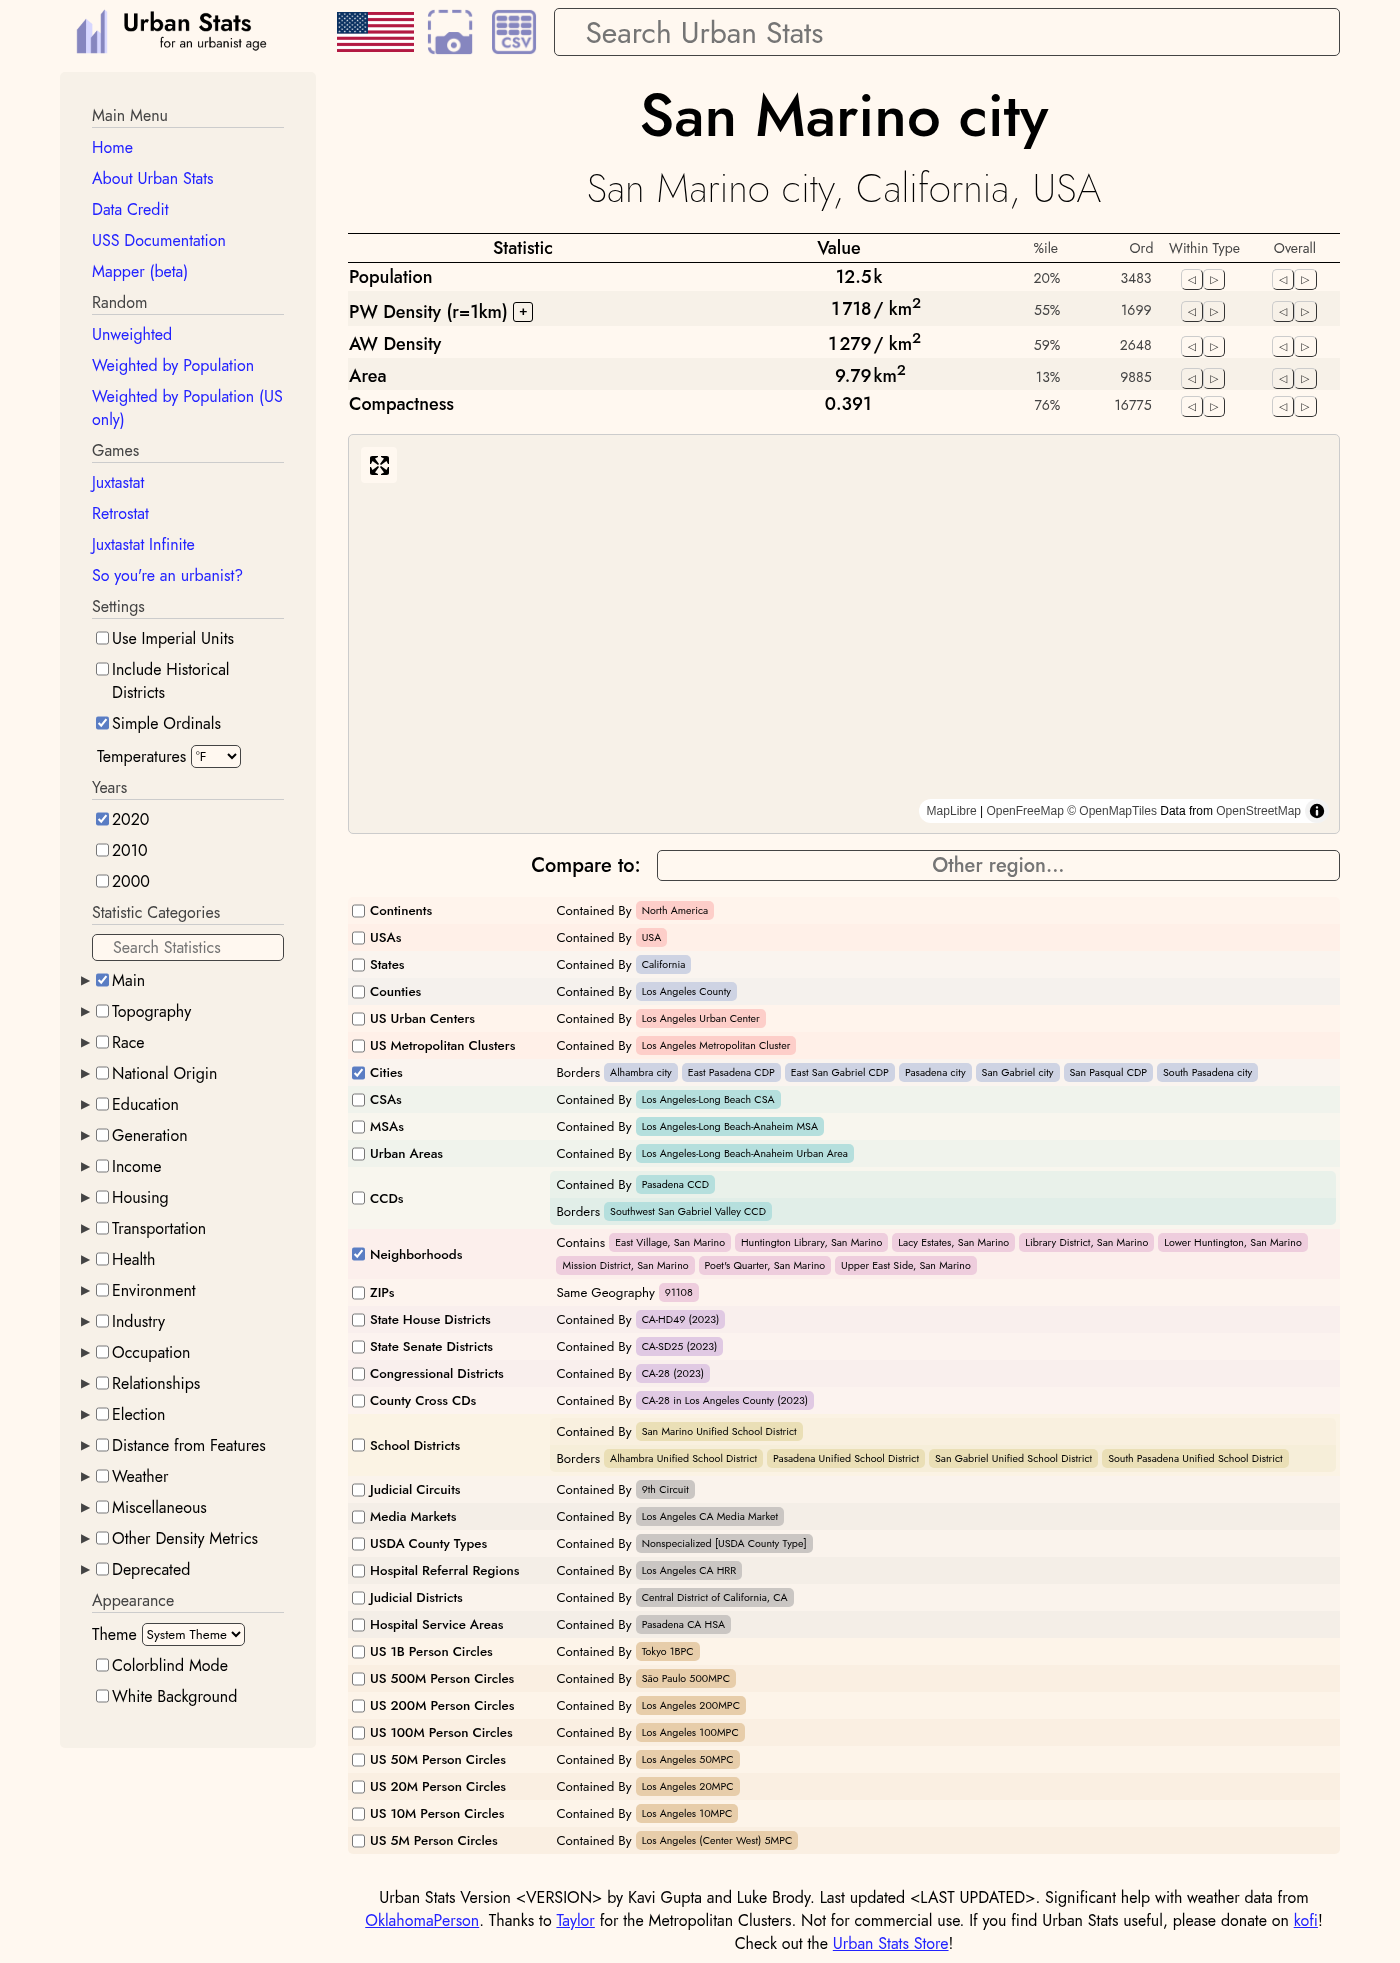 Urban Stats
for an urbanist age
CSV
Search Urban Stats
Main Menu
Home
About Urban Stats
Data Credit
USS Documentation
Mapper (beta)
Random
Unweighted
Weighted by Population
Weighted by Population (US
only)
Games
Juxtastat
Retrostat
Juxtastat Infinite
So you're an urbanist?
Settings
Use Imperial Units
Include Historical
Districts
Simple Ordinals
Temperatures °F
Years
2020
2010
2000
Statistic Categories
Search Statistics
Main
Topography
Race
National Origin
Education
Generation
Income
Housing
Transportation
Health
Environment
Industry
Occupation
Relationships
Election
Distance from Features
Weather
Miscellaneous
Other Density Metrics
Deprecated
Appearance
Theme System Theme
Colorblind Mode
White Background
San Marino city
San Marino city, California, USA
Statistic Value %ile Ord Within Type Overall
Population 12.5k 20% 3483
PW Density (r=1km) + 1718 / km2 55% 1699
AW Density 1279 / km2 59% 2648
Area 9.79 km2 13% 9885
Compactness 0.391 76% 16775
MapLibre | OpenFreeMap © OpenMapTiles Data from OpenStreetMap
Compare to: Other region...
Continents Contained By North America
USAs Contained By USA
States Contained By California
Counties Contained By Los Angeles County
US Urban Centers Contained By Los Angeles Urban Center
US Metropolitan Clusters Contained By Los Angeles Metropolitan Cluster
Cities Borders Alhambra city East Pasadena CDP East San Gabriel CDP Pasadena city San Gabriel city San Pasqual CDP South Pasadena city
CSAs Contained By Los Angeles-Long Beach CSA
MSAs Contained By Los Angeles-Long Beach-Anaheim MSA
Urban Areas Contained By Los Angeles-Long Beach-Anaheim Urban Area
CCDs Contained By Pasadena CCD
Borders Southwest San Gabriel Valley CCD
Neighborhoods Contains East Village, San Marino Huntington Library, San Marino Lacy Estates, San Marino Library District, San Marino Lower Huntington, San Marino
Mission District, San Marino Poet's Quarter, San Marino Upper East Side, San Marino
ZIPs Same Geography 91108
State House Districts Contained By CA-HD49 (2023)
State Senate Districts Contained By CA-SD25 (2023)
Congressional Districts Contained By CA-28 (2023)
County Cross CDs Contained By CA-28 in Los Angeles County (2023)
School Districts Contained By San Marino Unified School District
Borders Alhambra Unified School District Pasadena Unified School District San Gabriel Unified School District South Pasadena Unified School District
Judicial Circuits Contained By 9th Circuit
Media Markets Contained By Los Angeles CA Media Market
USDA County Types Contained By Nonspecialized [USDA County Type]
Hospital Referral Regions Contained By Los Angeles CA HRR
Judicial Districts Contained By Central District of California, CA
Hospital Service Areas Contained By Pasadena CA HSA
US 1B Person Circles Contained By Tokyo 1BPC
US 500M Person Circles Contained By São Paulo 500MPC
US 200M Person Circles Contained By Los Angeles 200MPC
US 100M Person Circles Contained By Los Angeles 100MPC
US 50M Person Circles Contained By Los Angeles 50MPC
US 20M Person Circles Contained By Los Angeles 20MPC
US 10M Person Circles Contained By Los Angeles 10MPC
US 5M Person Circles Contained By Los Angeles (Center West) 5MPC
Urban Stats Version <VERSION> by Kavi Gupta and Luke Brody. Last updated <LAST UPDATED>. Significant help with weather data from
OklahomaPerson. Thanks to Taylor for the Metropolitan Clusters. Not for commercial use. If you find Urban Stats useful, please donate on kofi!
Check out the Urban Stats Store!